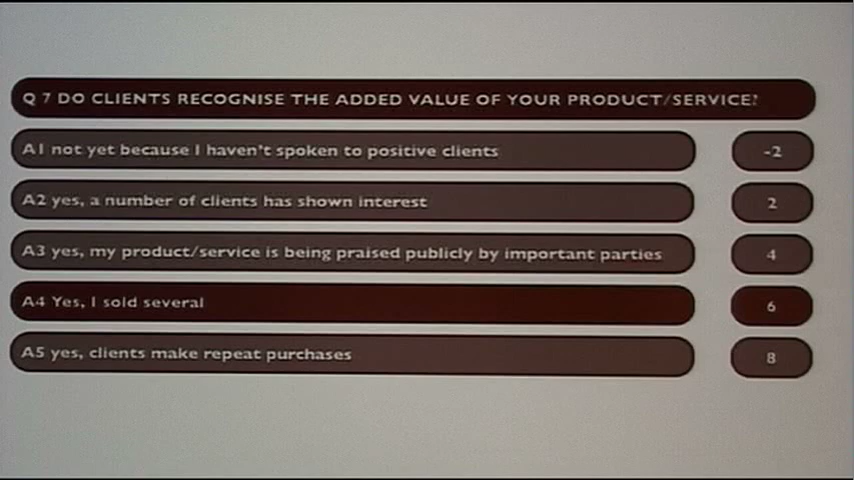 Q 7 DO CLIENTS RECOGNISE THE ADDED VALUE OF YOUR PRODUCT/SERVICE?
A1 not yet because I haven't spoken to positive clients
-2
A2 yes, a number of clients has shown interest
2
A3 yes, my product/service is being praised publicly by important parties
4
A4 Yes, I sold several
6
A5 yes, clients make repeat purchases
8